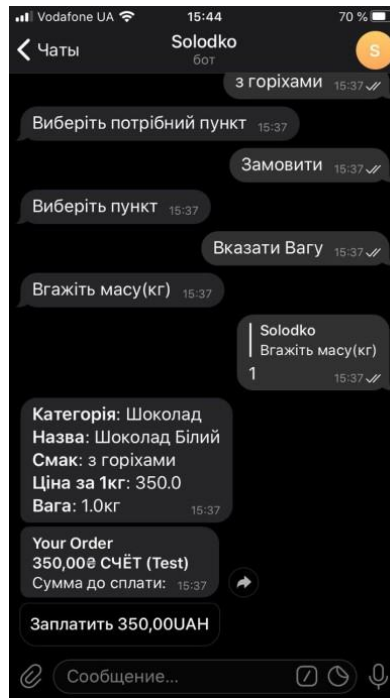 Vodafone UA 15:44 70 %
Чаты Solodko S
бот
з горіхами 15:37
Виберіть потрібний пункт 15:37
Замовити 15:37
Виберіть пункт 15:37
Вказати Вагу 15:37
Вгажіть масу(кг) 15:37
Solodko
Вгажіть масу(кг)
1 15:37
Категорія: Шоколад
Назва: Шоколад Білий
Смак: з горіхами
Ціна за 1кг: 350.0
Вага: 1.0кг 15:37
Your Order
350,00₴ СЧЁТ (Test)
Сумма до сплати: 15:37
Заплатить 350,00UAH
Сообщение...